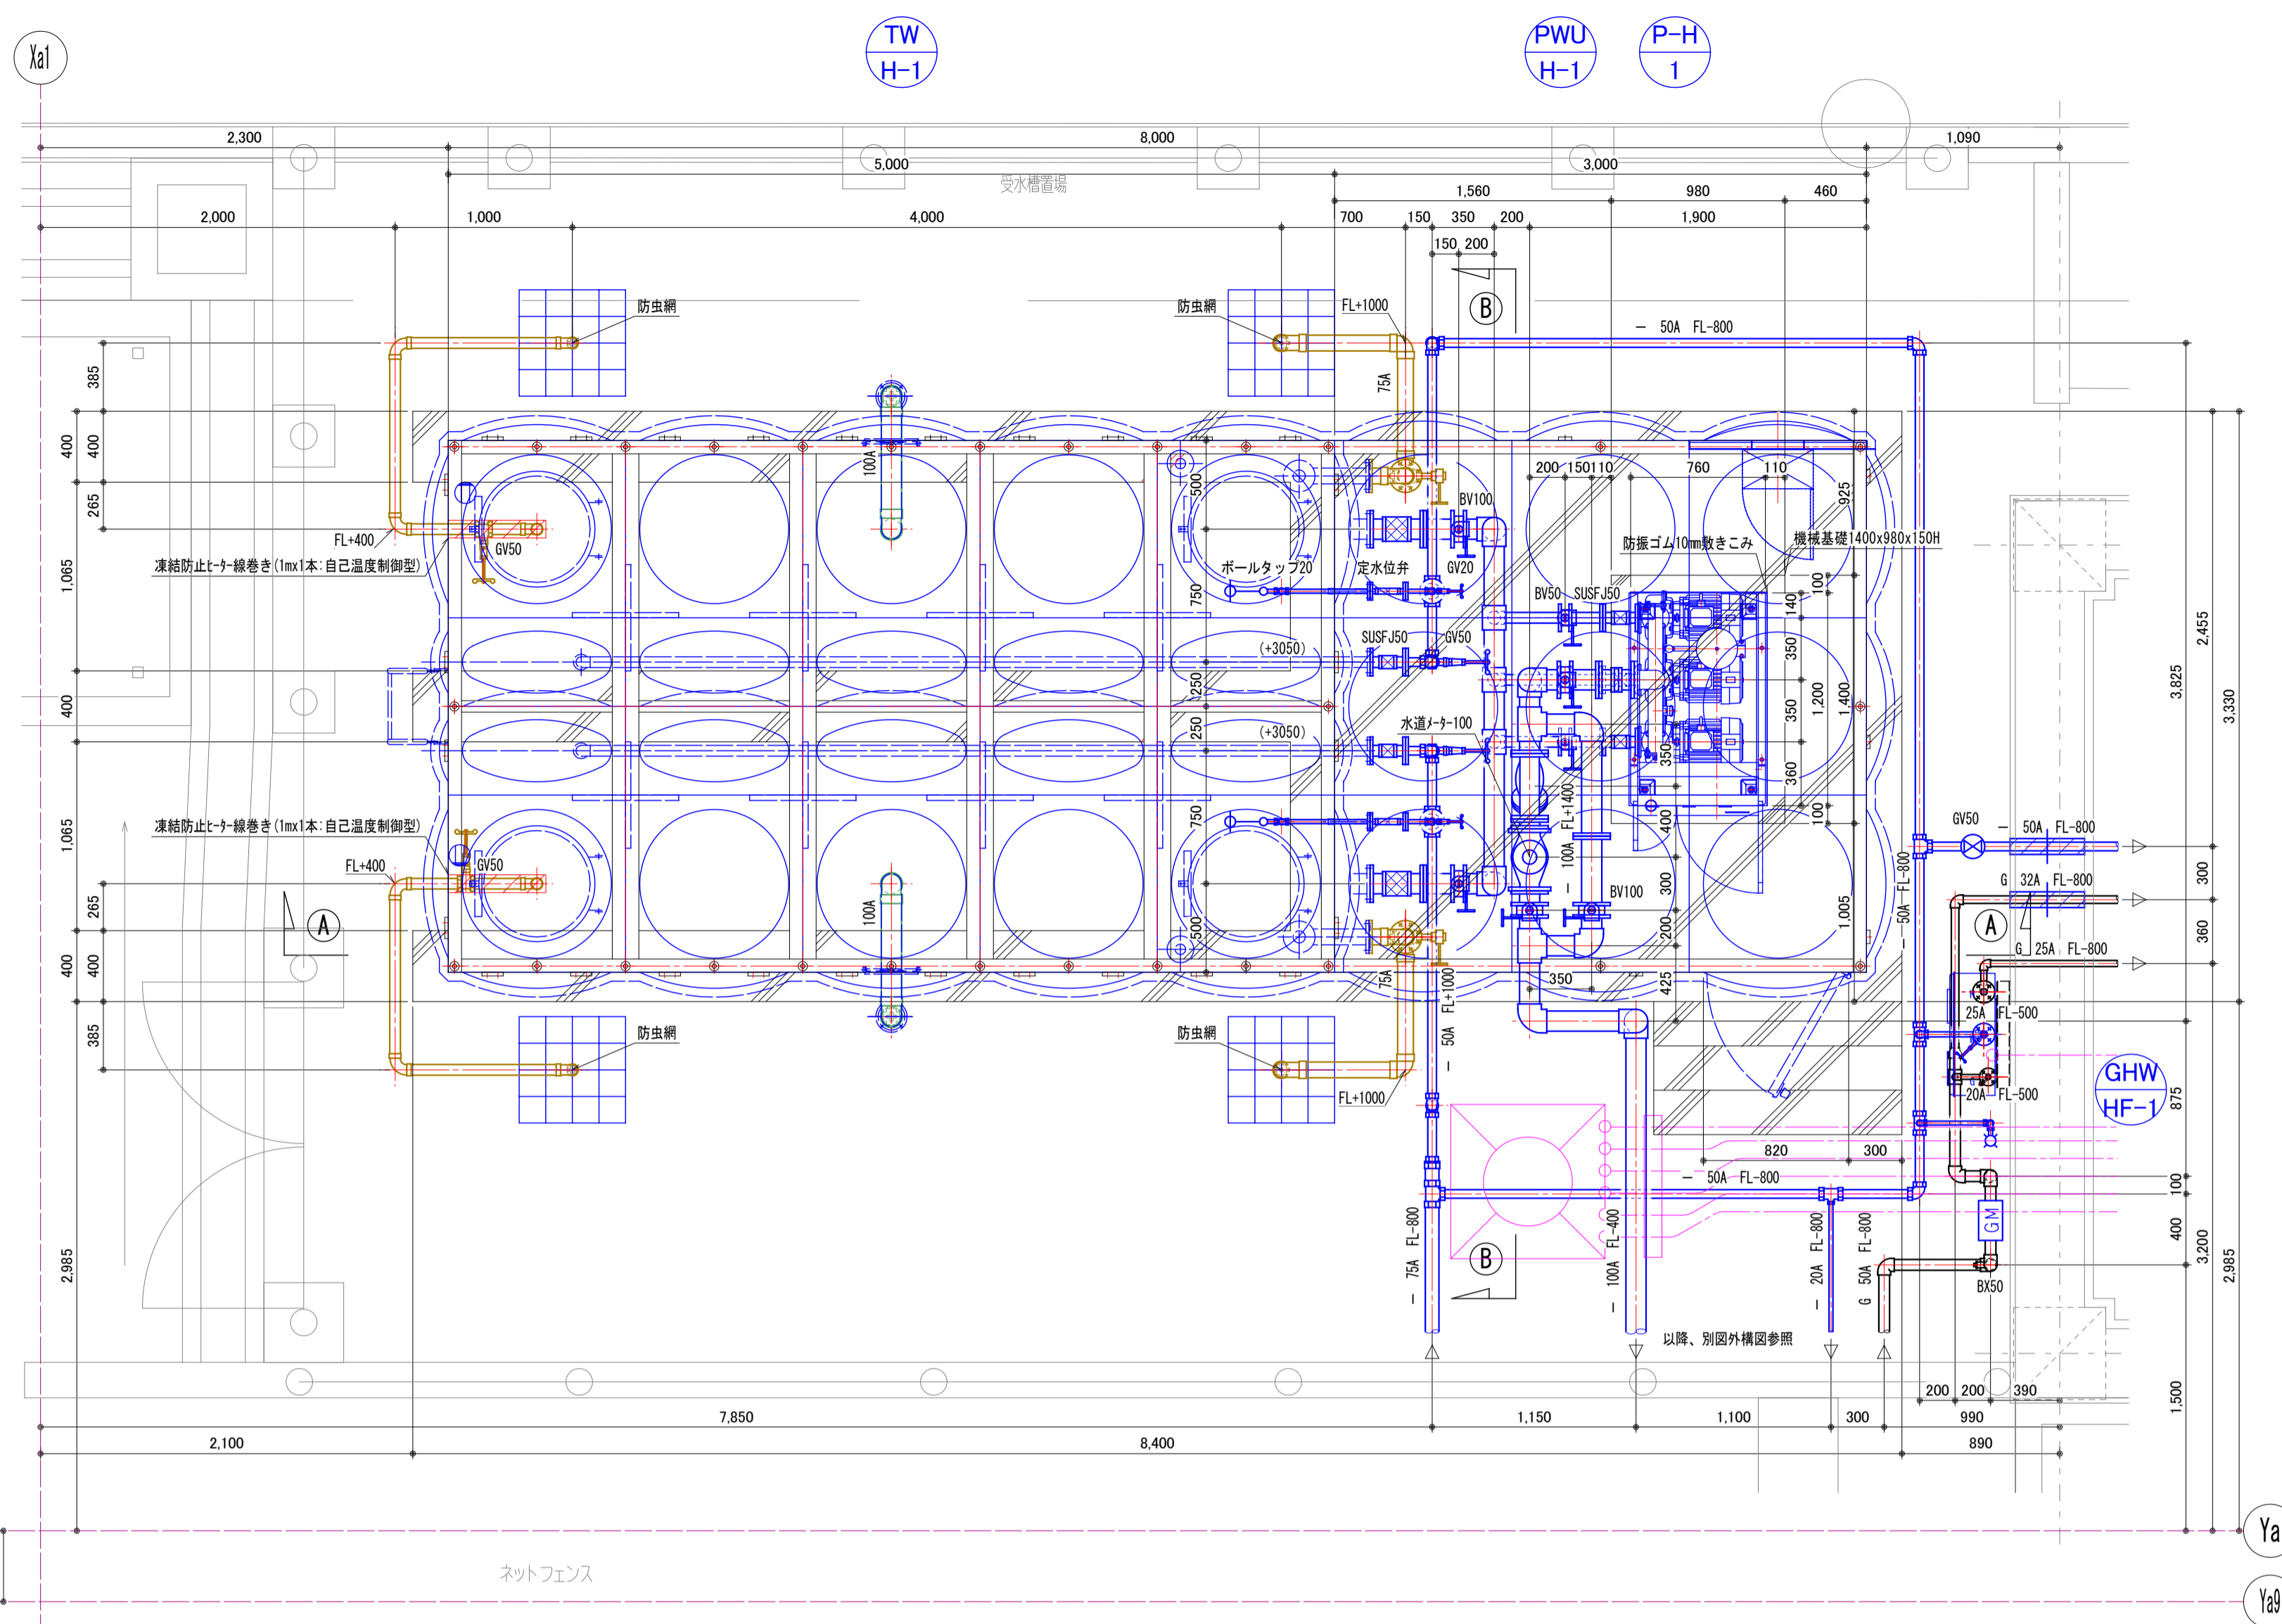 Xa1
TW
H-1
PWU
H-1
P-H
1
2,300
8,000
1,090
5,000
3,000
受水槽置場
1,560
980
460
2,000
1,000
4,000
700
150
350
200
1,900
150
200
B
防虫網
防虫網
FL+1000
— 50A FL-800
75A
385
400
400
265
100A
500
200
150
110
760
110
925
BV100
FL+400
GV50
凍結防止ヒーター線巻き(1mx1本:自己温度制御型)
防振ゴム10mm敷きこみ
機械基礎1400x980x150H
ボールタップ20
定水位弁
GV20
1,065
750
BV50
SUSFJ50
100
140
2,455
SUSFJ50
GV50
(+3050)
350
3,825
3,330
250
400
1,200
1,400
350
250
(+3050)
水道メーター100
350
360
— 100A FL+1400
凍結防止ヒーター線巻き(1mx1本:自己温度制御型)
1,065
750
400
100
GV50
— 50A FL-800
FL+400
GV50
300
BV100
— 50A FL-800
300
G 32A FL-800
265
A
100A
500
200
1,005
A
360
G 25A FL-800
400
400
350
425
75A
— 50A FL+1000
25A FL-500
385
防虫網
防虫網
FL+1000
20A FL-500
GHW
HF-1
875
820
300
— 50A FL-800
100
— 75A FL-800
— 100A FL-400
— 20A FL-800
G 50A FL-800
GM
400
3,200
2,985
2,985
B
BX50
以降、別図外構図参照
200
200
390
1,500
7,850
1,150
1,100
300
990
2,100
8,400
890
Ya
ネットフェンス
Ya9